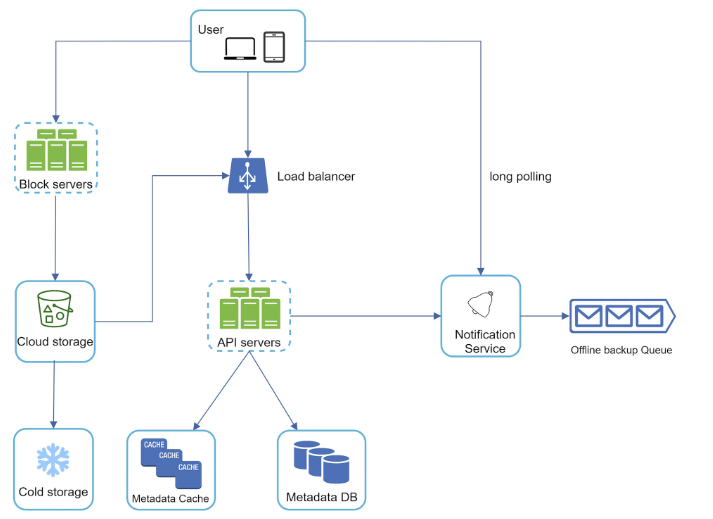 User
Block servers
Load balancer
long polling
Cloud storage
API servers
Notification
Service
Offline backup Queue
Cold storage
CACHE
CACHE
CACHE
Metadata Cache
Metadata DB